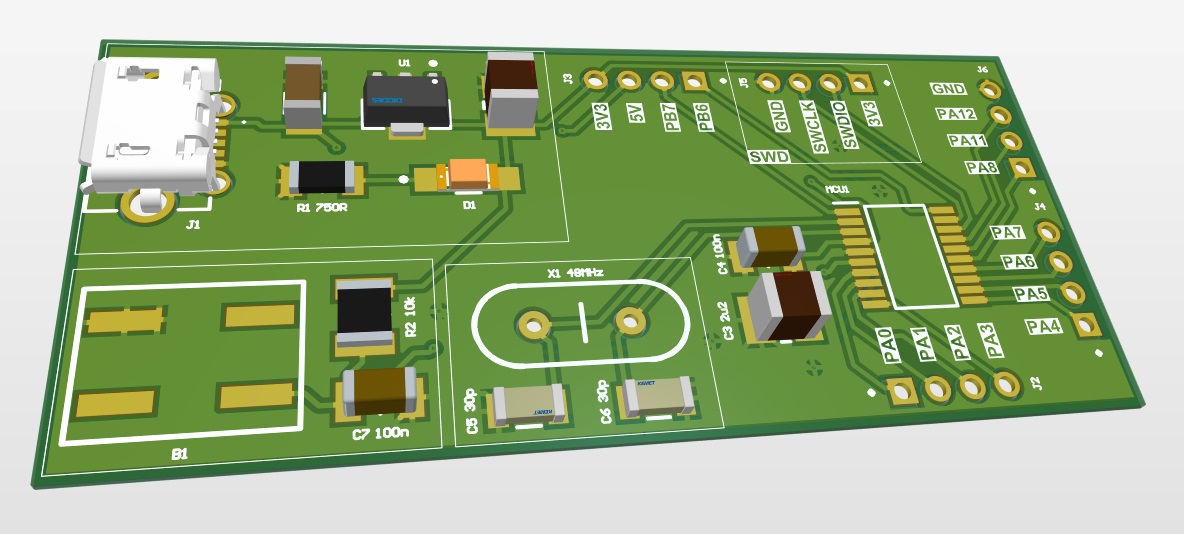 U1
J3
3V3
5V
PB7
PB6
J5
GND
SWCLK
SWDIO
3V3
SWD
J6
GND
PA12
PA11
PA8
MCU1
J4
PA7
PA6
PA5
PA4
J1
R1 750R
D1
X1 48MHz
C4 100n
C3 2u2
R2 10k
C7 100n
C5 30p
KEMET
C6 30p
KEMET
PA0
PA1
PA2
PA3
J2
B1